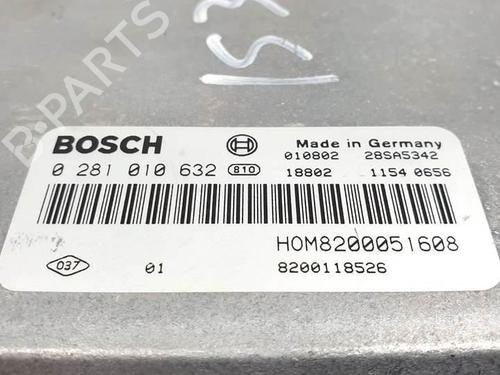 BOSCH
Made in Germany
010802 28SA5342
0 281 010 632 810
18802 1154 0656
HOM8200051608
037 01 8200118526
B-PARTS
B-PARTS